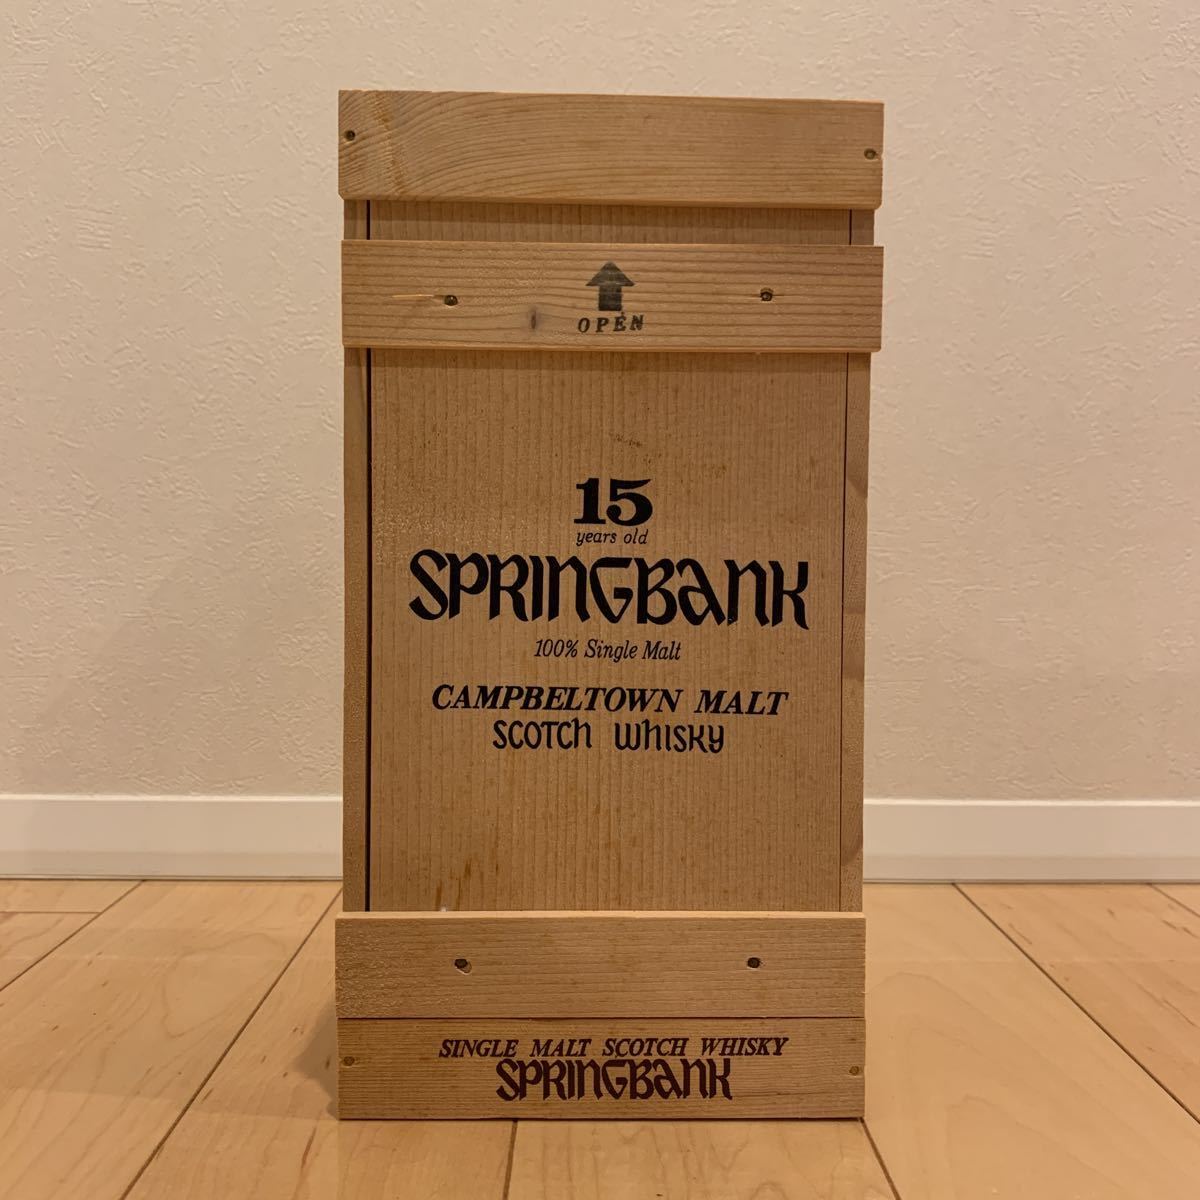 OPEN
15
years old
SPRINGBANK
100% Single Malt
CAMPBELTOWN MALT
SCOTCH WHISKY
SINGLE MALT SCOTCH WHISKY
SPRINGBANK